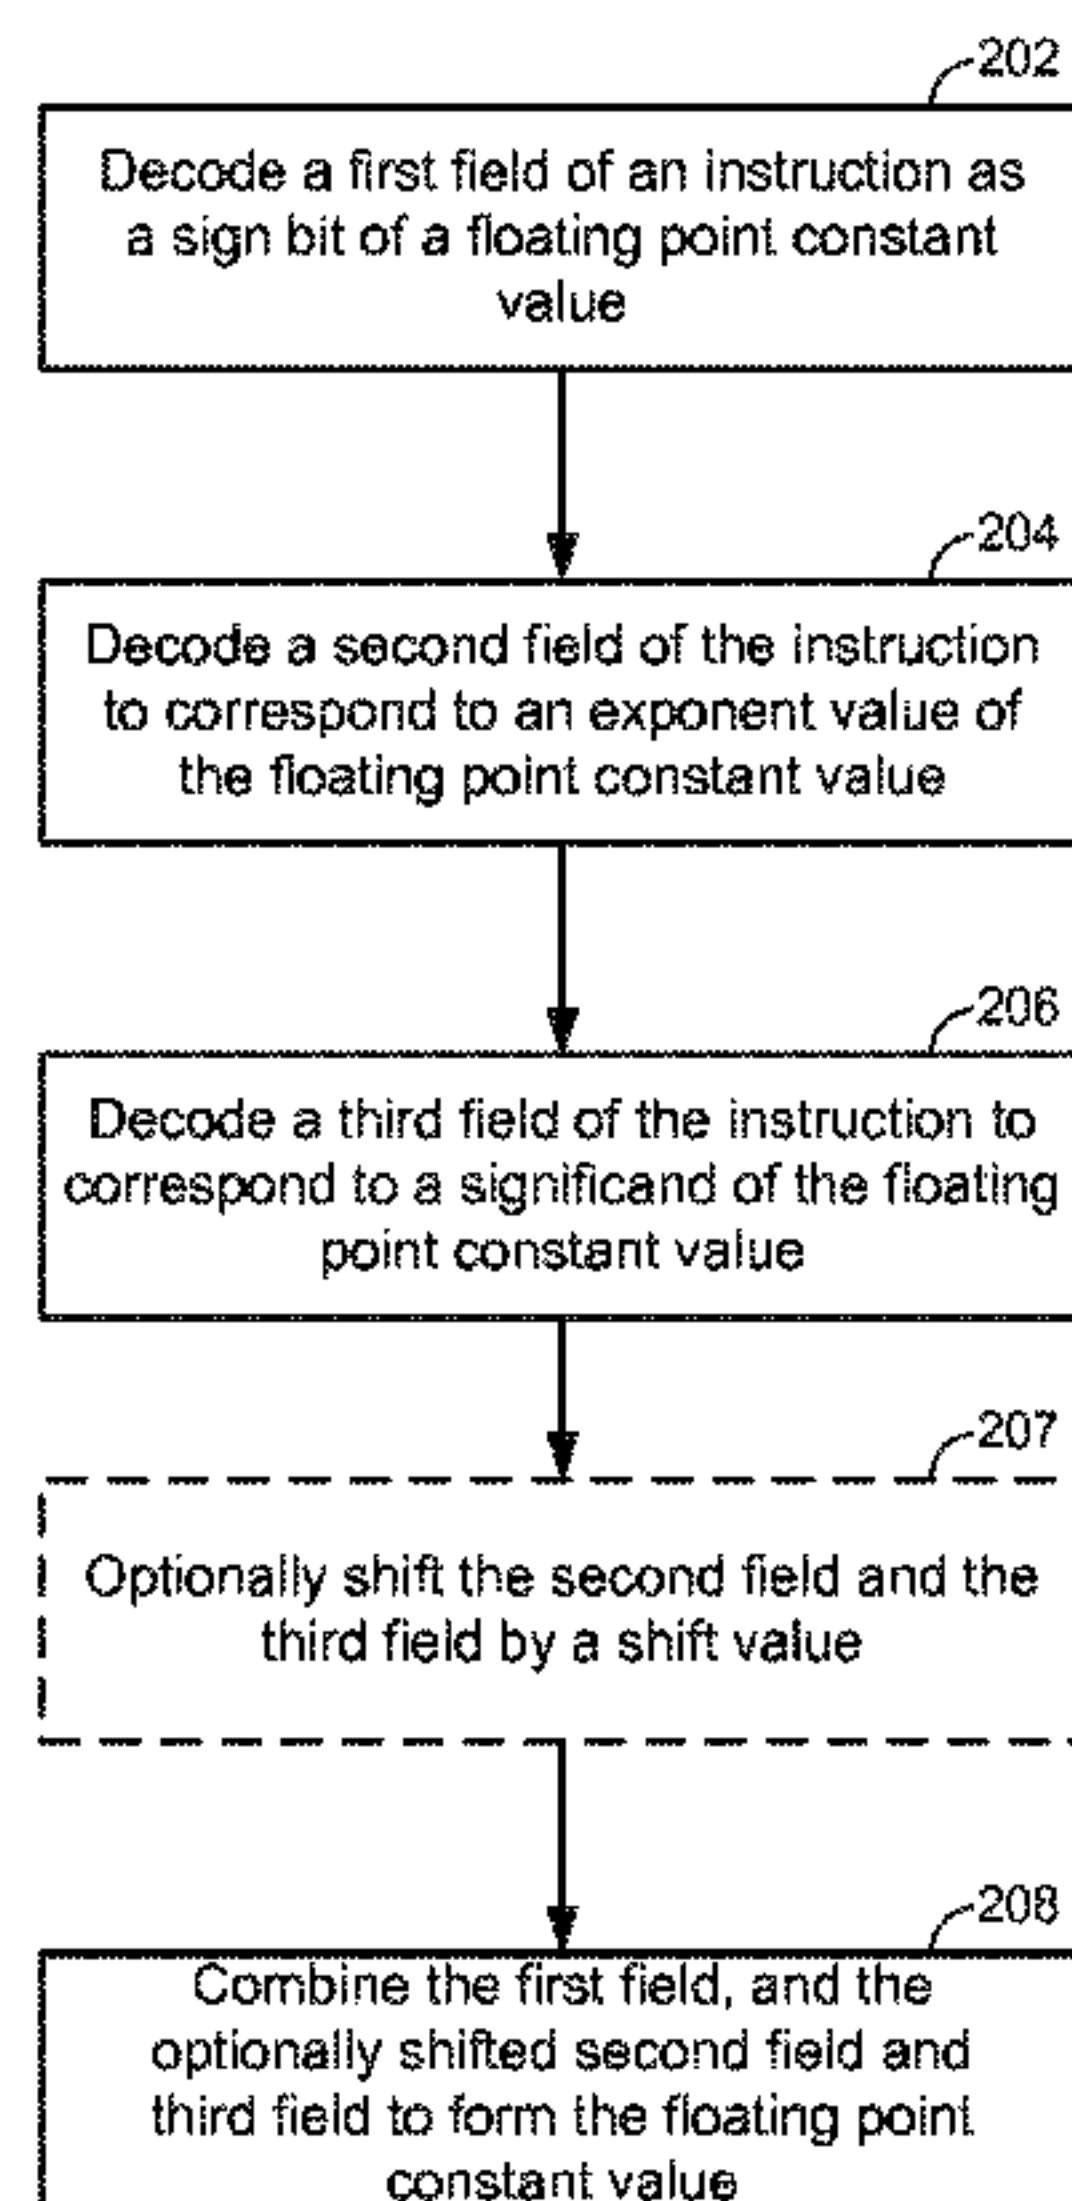 202
Decode a first field of an instruction as
a sign bit of a floating point constant
value
204
Decode a second field of the instruction
to correspond to an exponent value of
the floating point constant value
206
Decode a third field of the instruction to
correspond to a significand of the floating
point constant value
207
Optionally shift the second field and the
third field by a shift value
208
Combine the first field, and the
optionally shifted second field and
third field to form the floating point
constant value